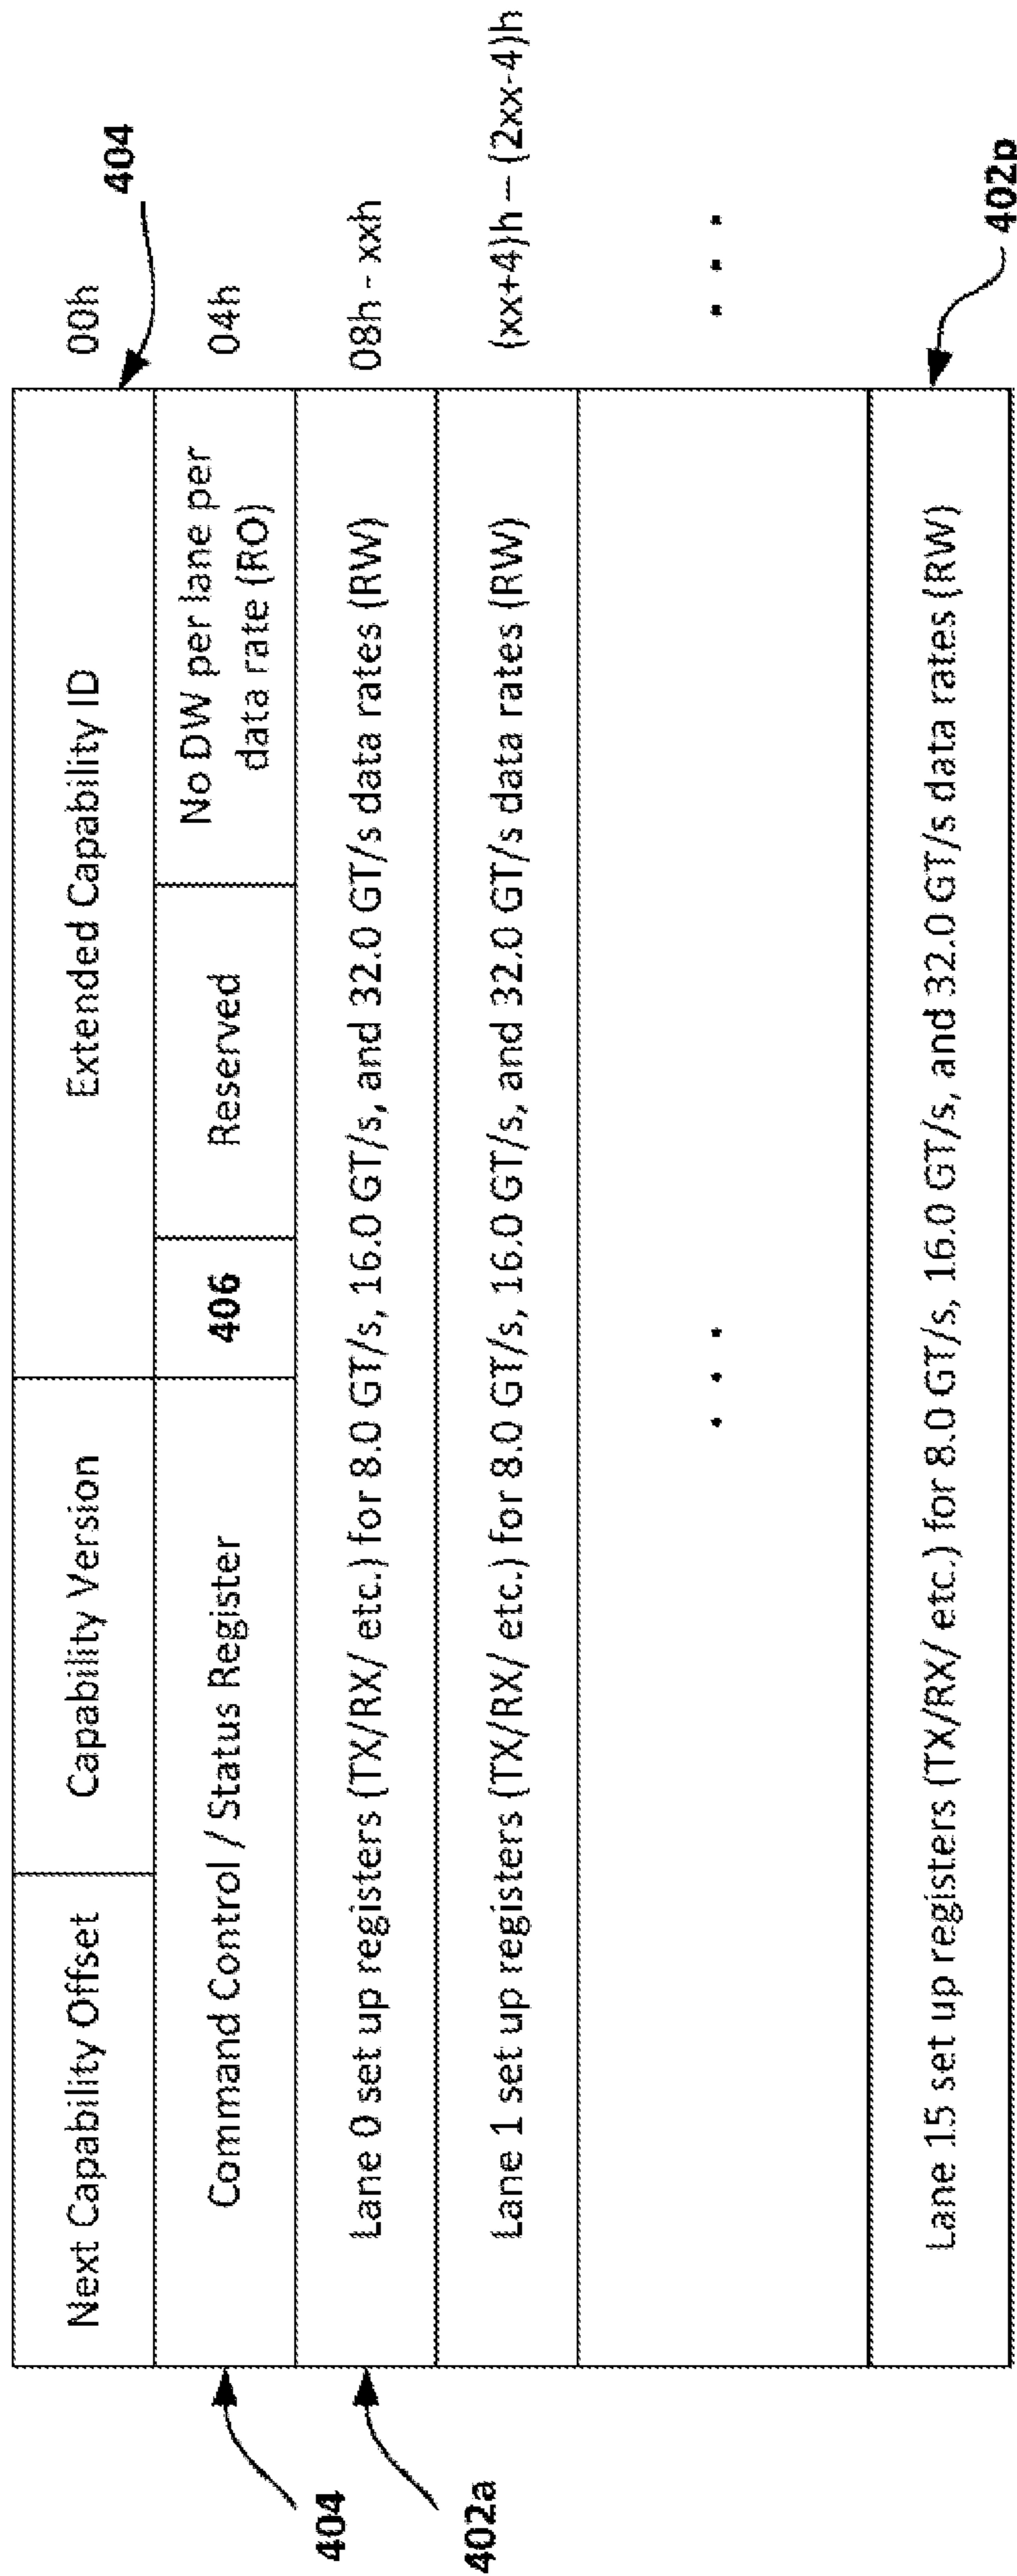 404
Next Capability Offset
Capability Version
Extended Capability ID
00h
404
Command Control / Status Register
406
Reserved
No DW per lane per
data rate (RO)
04h
402a
Lane 0 set up registers (TX/RX/ etc.) for 8.0 GT/s, 16.0 GT/s, and 32.0 GT/s data rates (RW)
08h - xxh
Lane 1 set up registers (TX/RX/ etc.) for 8.0 GT/s, 16.0 GT/s, and 32.0 GT/s data rates (RW)
(xx+4)h – (2xx-4)h
• • •
• • •
Lane 15 set up registers (TX/RX/ etc.) for 8.0 GT/s, 16.0 GT/s, and 32.0 GT/s data rates (RW)
402p